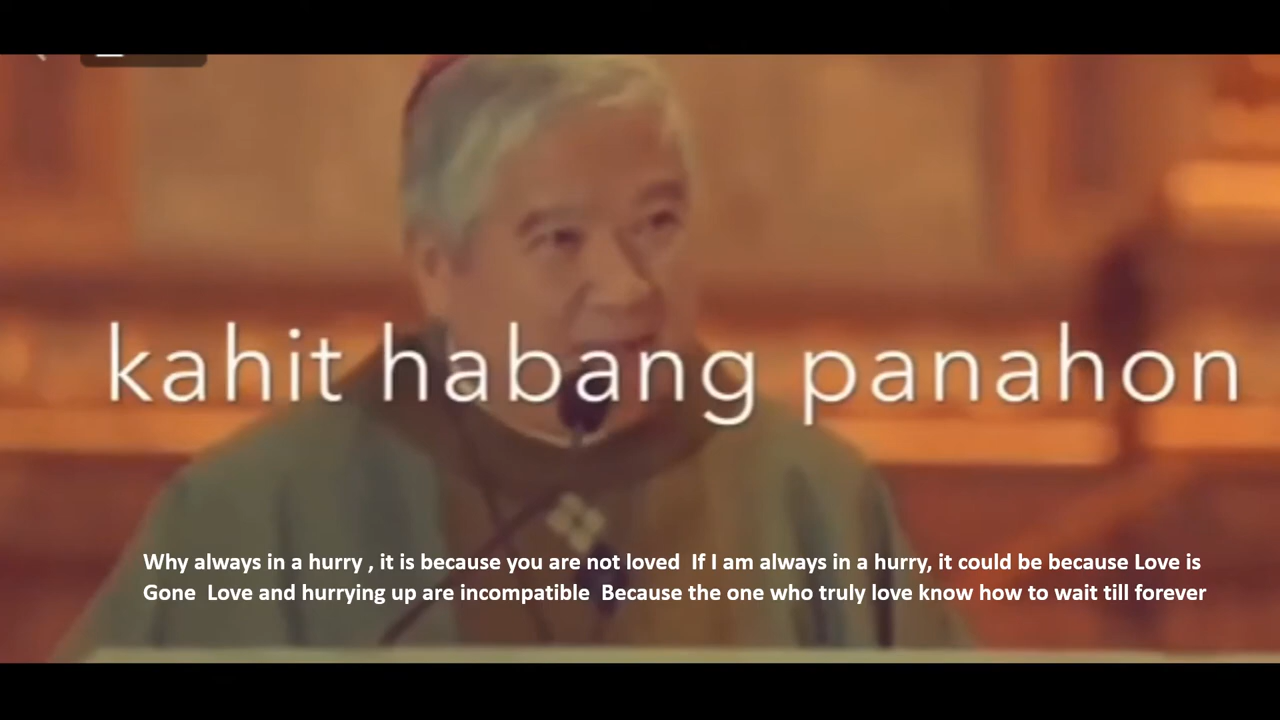 kahit habang panahon
Why always in a hurry , it is because you are not loved  If I am always in a hurry, it could be because Love is
Gone  Love and hurrying up are incompatible  Because the one who truly love know how to wait till forever